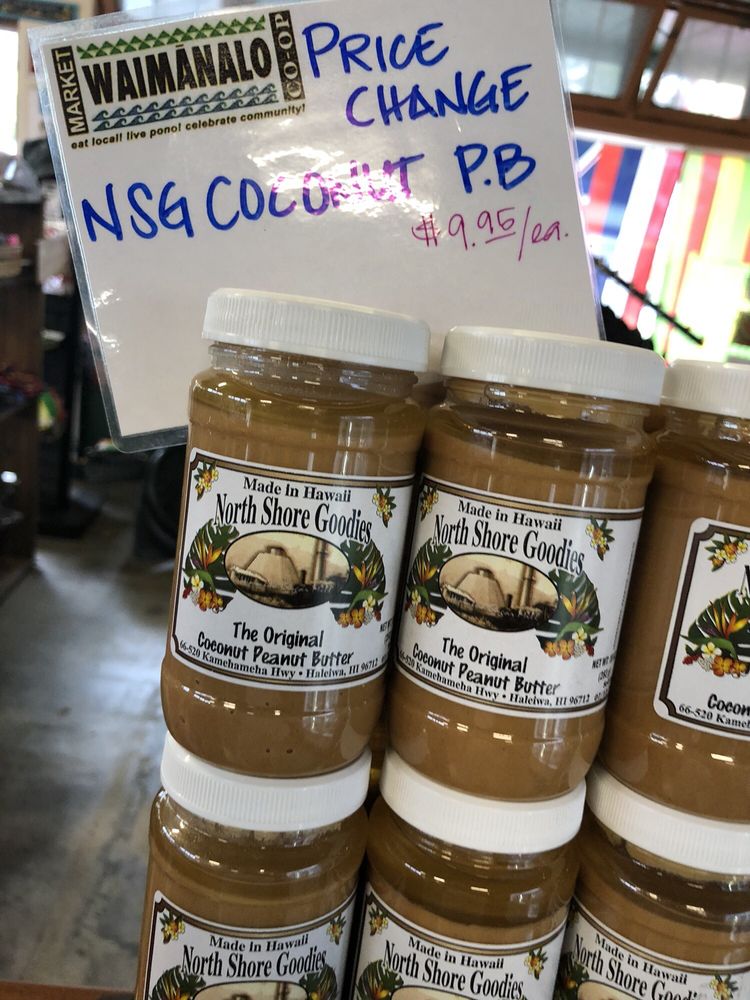 MARKET
WAIMĀNALO
CO-OP
eat local! live pono! celebrate community!
PRICE
CHANGE
NSG COCONUT P.B
$9.95/ea.
Made in Hawaii
North Shore Goodies
The Original
Coconut Peanut Butter
66-520 Kamehameha Hwy • Haleiwa, HI 96712
Made in Hawaii
North Shore Goodies
The Original
Coconut Peanut Butter
66-520 Kamehameha Hwy • Haleiwa, HI 96712
NET
Made in Hawaii
North Shore Goodies
Made in Hawaii
North Shore Goodies
Made in Hawaii
North Shore Goodies